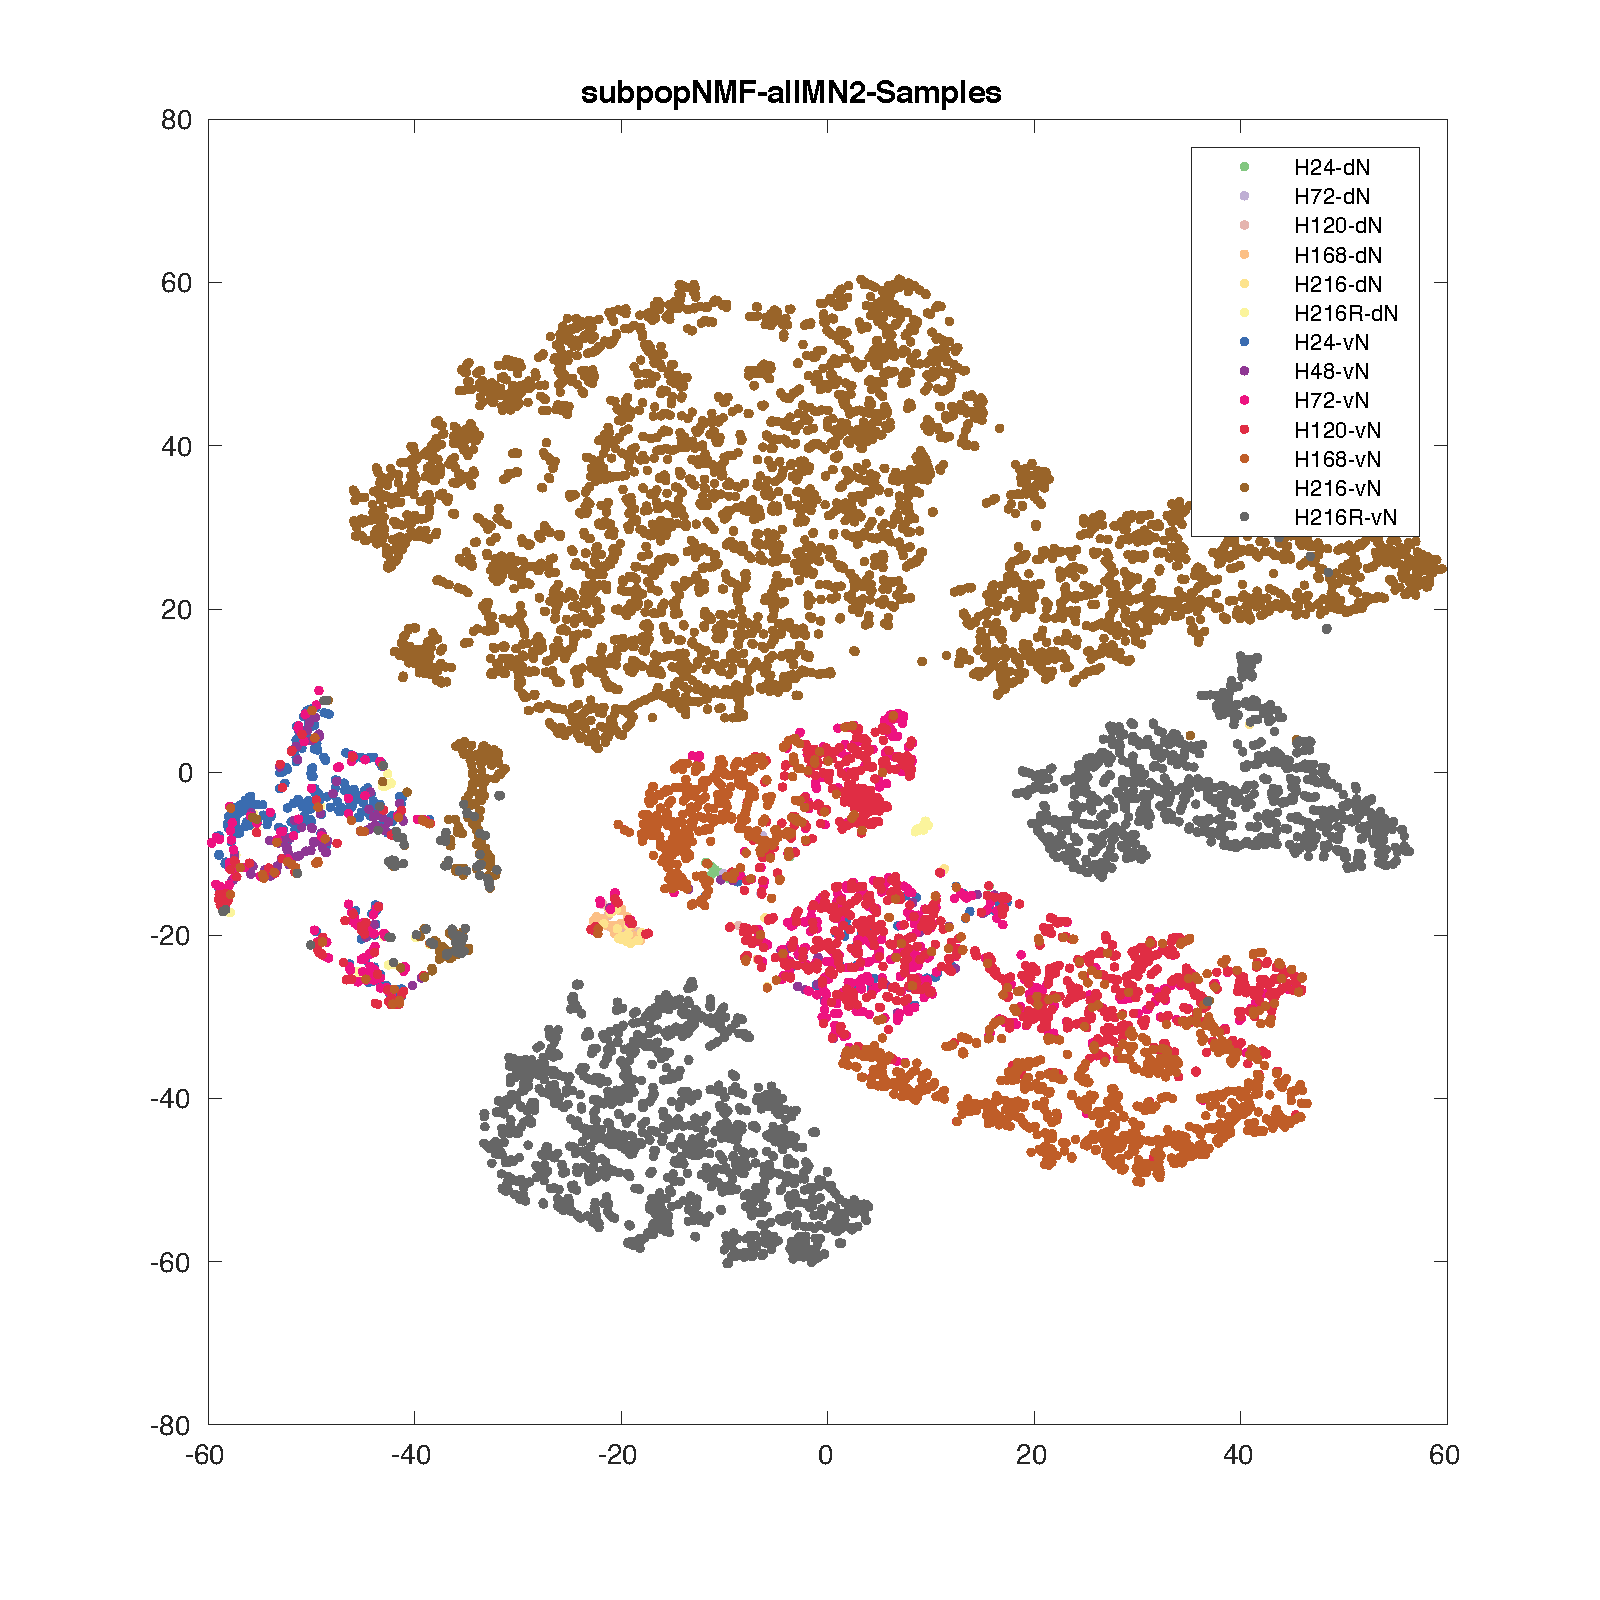 subpopNMF-allMN2-Samples
80
60
40
20
0
-20
-40
-60
-80
-60
-40
-20
0
20
40
60
H24-dN
H72-dN
H120-dN
H168-dN
H216-dN
H216R-dN
H24-vN
H48-vN
H72-vN
H120-vN
H168-vN
H216-vN
H216R-vN